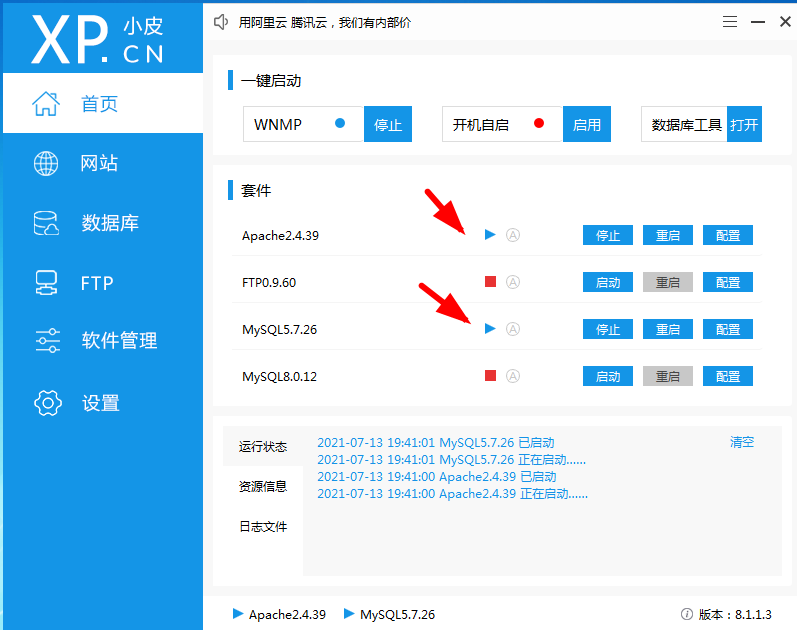 XP.CN 小皮
用阿里云 腾讯云，我们有内部价
首页
网站
数据库
FTP
软件管理
设置
一键启动
WNMP 停止 开机自启 启用 数据库工具 打开
套件
Apache2.4.39 A 停止 重启 配置
FTP0.9.60 A 启动 重启 配置
MySQL5.7.26 A 停止 重启 配置
MySQL8.0.12 A 启动 重启 配置
运行状态
资源信息
日志文件
2021-07-13 19:41:01 MySQL5.7.26 已启动 清空
2021-07-13 19:41:01 MySQL5.7.26 正在启动......
2021-07-13 19:41:00 Apache2.4.39 已启动
2021-07-13 19:41:00 Apache2.4.39 正在启动......
Apache2.4.39 MySQL5.7.26 版本：8.1.1.3